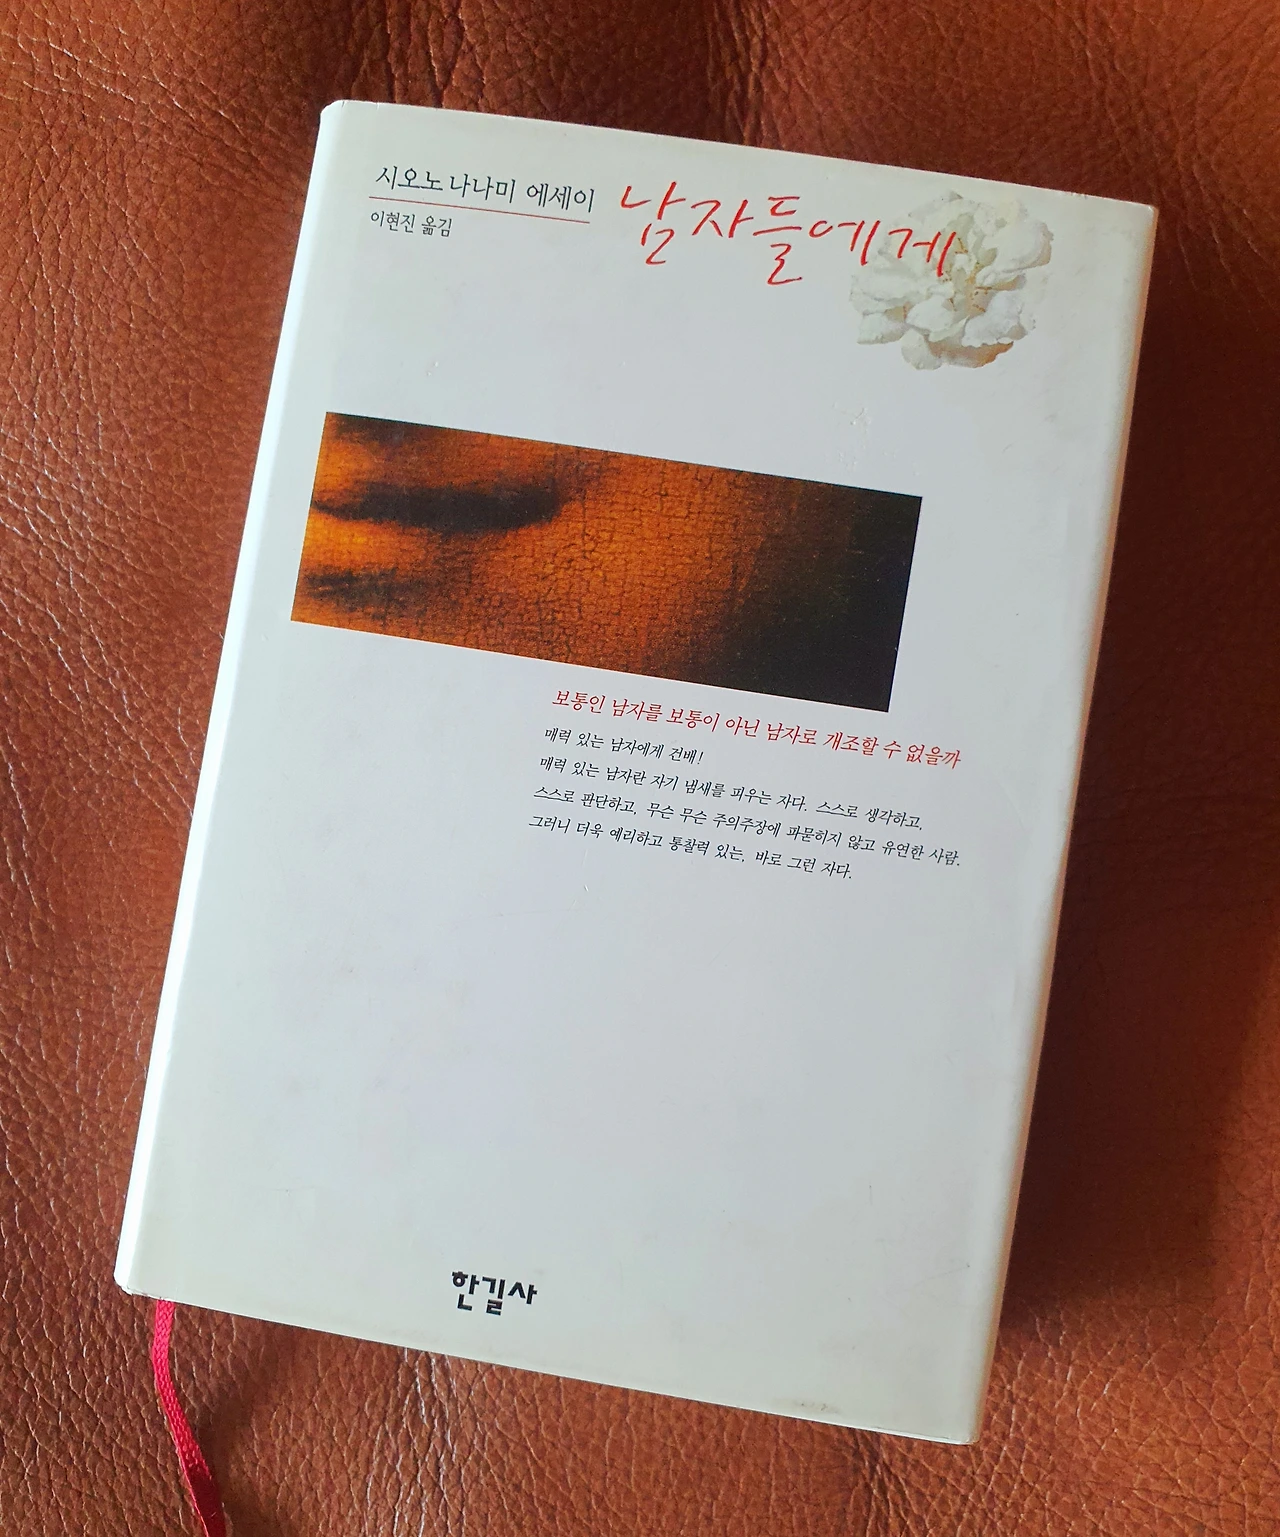 시오노 나나미 에세이
이현진 옮김
남자들에게
보통인 남자를 보통이 아닌 남자로 개조할 수 없을까
매력 있는 남자에게 건배!
매력 있는 남자란 자기 냄새를 피우는 자다. 스스로 생각하고,
스스로 판단하고, 무슨 무슨 주의주장에 파묻히지 않고 유연한 사람.
그러니 더욱 예리하고 통찰력 있는, 바로 그런 자다.
한길사